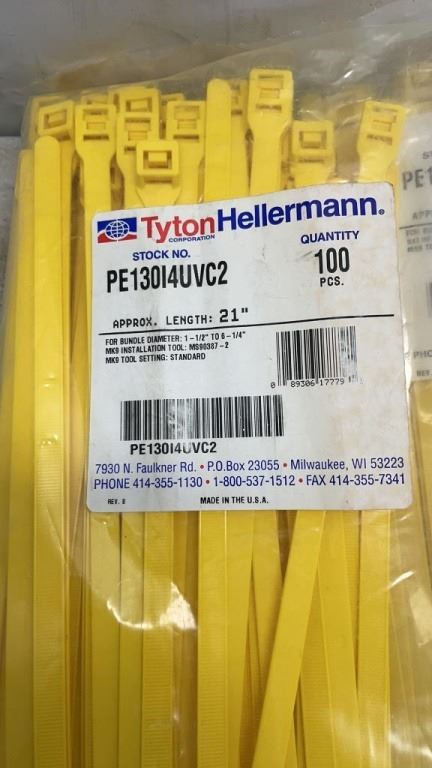 Tyton Hellermann®
CORPORATION
STOCK NO.
QUANTITY
PE130I4UVC2
100
PCS.
APPROX. LENGTH: 21"
FOR BUNDLE DIAMETER: 1-1/2" TO 6-1/4"
MK9 INSTALLATION TOOL: MS90387-2
MK9 TOOL SETTING: STANDARD
0 89306 17779
PE130I4UVC2
7930 N. Faulkner Rd. • P.O.Box 23055 • Milwaukee, WI 53223
PHONE 414-355-1130 • 1-800-537-1512 • FAX 414-355-7341
REV. B
MADE IN THE U.S.A.